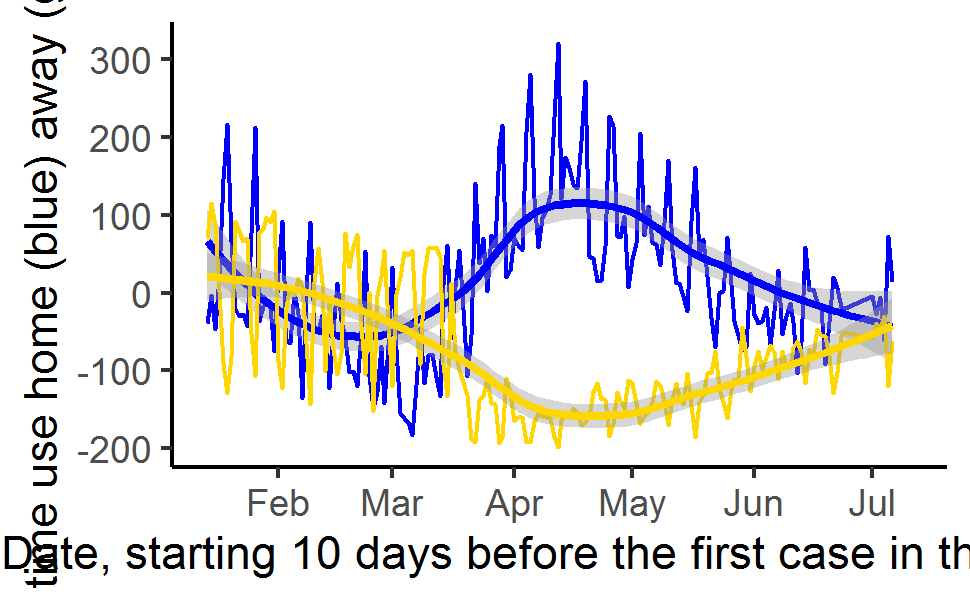 time use home (blue) away (
300
200
100
0
-100
-200
Feb Mar Apr May Jun Jul
Date, starting 10 days before the first case in th